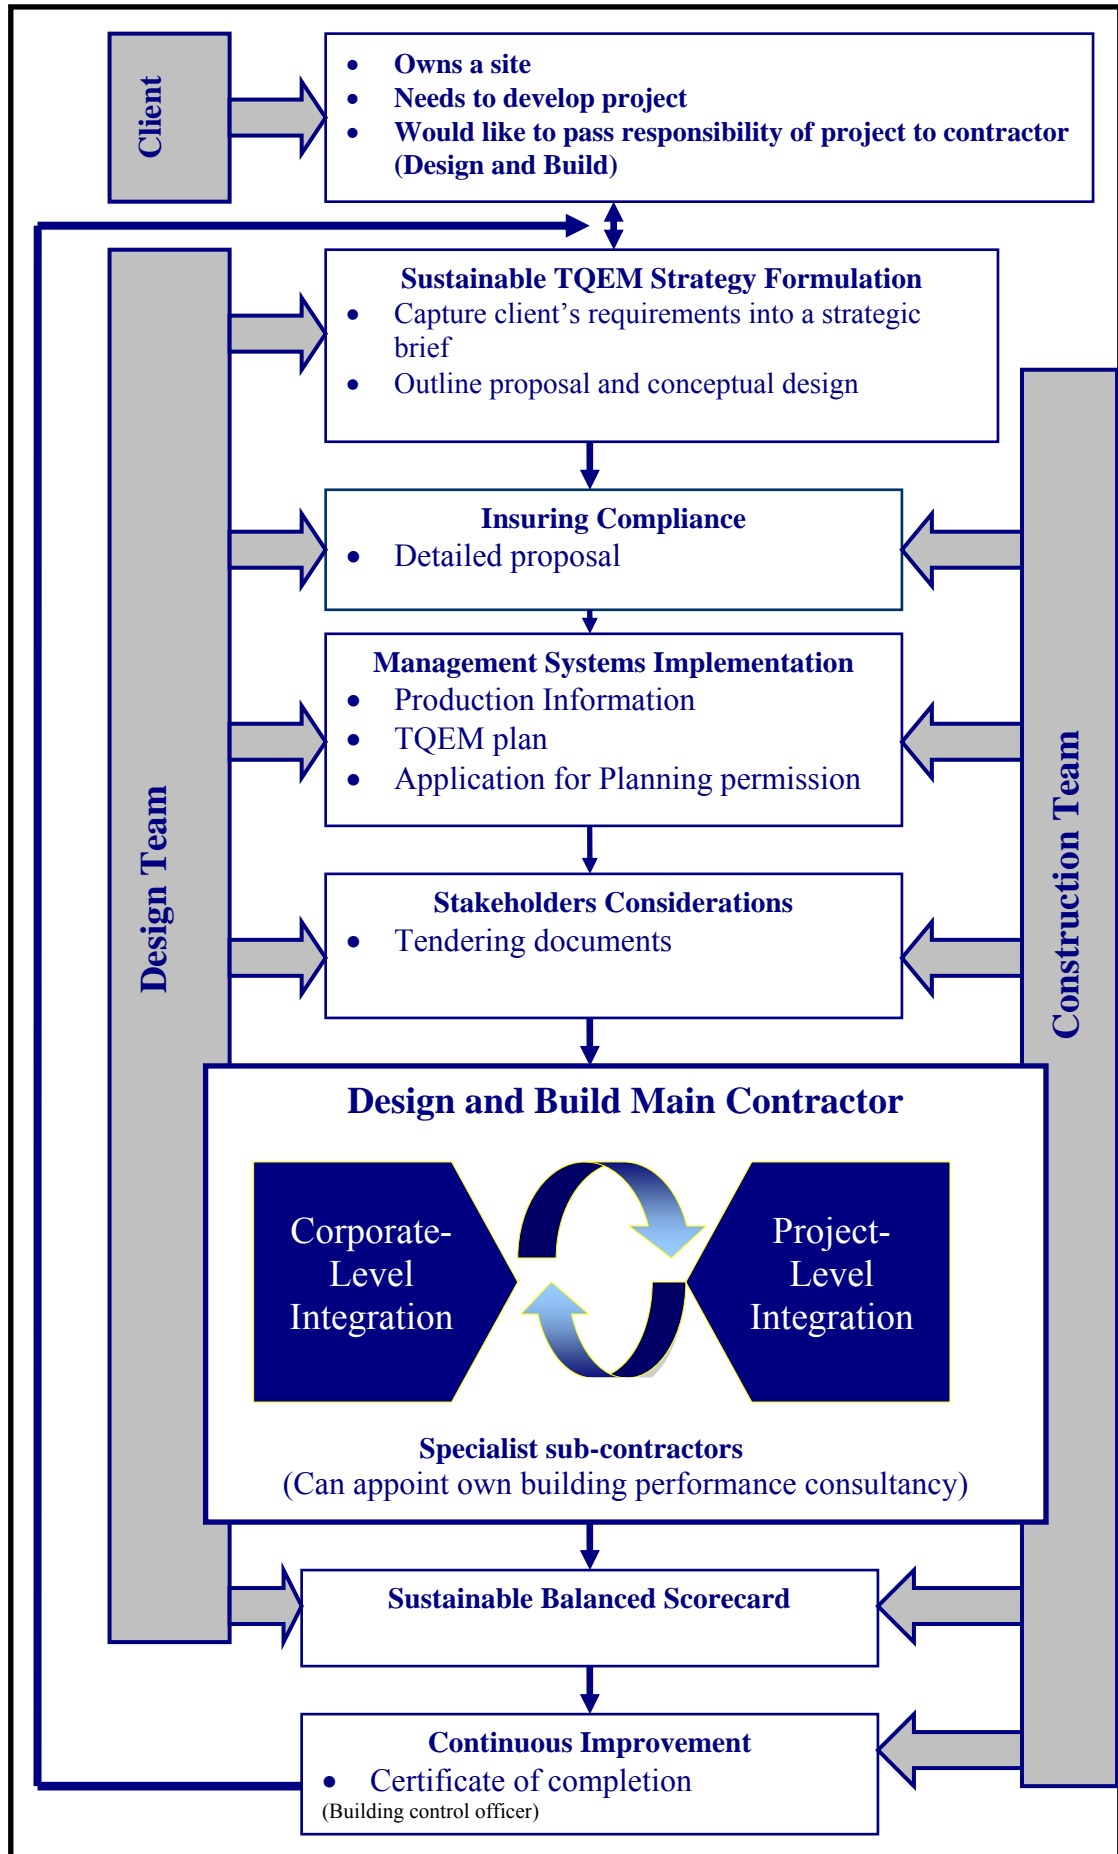 Client
• Owns a site
• Needs to develop project
• Would like to pass responsibility of project to contractor
(Design and Build)
Design Team
Sustainable TQEM Strategy Formulation
• Capture client's requirements into a strategic
brief
• Outline proposal and conceptual design
Construction Team
Insuring Compliance
• Detailed proposal
Management Systems Implementation
• Production Information
• TQEM plan
• Application for Planning permission
Stakeholders Considerations
• Tendering documents
Design and Build Main Contractor
Corporate-
Level
Integration
Project-
Level
Integration
Specialist sub-contractors
(Can appoint own building performance consultancy)
Sustainable Balanced Scorecard
Continuous Improvement
• Certificate of completion
(Building control officer)